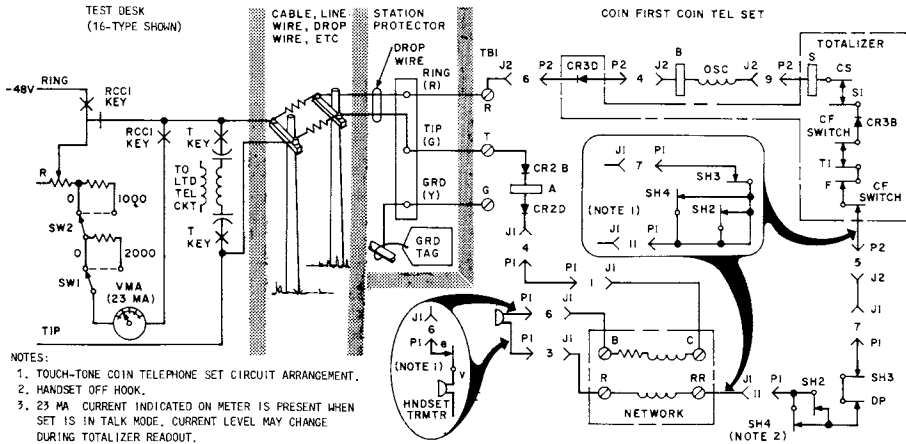 TEST DESK
(16-TYPE SHOWN)
CABLE, LINE
WIRE, DROP
WIRE, ETC
STATION
PROTECTOR
COIN FIRST COIN TEL SET
RING
-48V
RCCI
KEY
RCCI
KEY
T
KEY
TO
LTD
TEL
CKT
T
KEY
R
0
1000
SW2
0
2000
SW1
VMA
(23 MA)
TIP
DROP
WIRE
RING
(R)
TIP
(G)
GRD
(Y)
GRD
TAG
TB1
R
T
G
J2
6
P2
CR3D
P2
4
J2
B
OSC
J2
9
P2
TOTALIZER
S
CS
S1
CF
SWITCH
CR3B
T1
F
CF
SWITCH
P2
5
J2
J1
7
P1
SH3
DP
CR2B
A
CR2D
J1
4
P1
P1
1
J1
J1
7
P1
SH3
SH4
SH2
(NOTE 1)
J1
11
P1
P1
6
J1
P1
3
J1
J1
6
P1
8
(NOTE 1)
V
HNDSET
TRMTR
B
C
R
RR
NETWORK
J1
11
P1
SH2
SH4
(NOTE 2)
NOTES:
1. TOUCH-TONE COIN TELEPHONE SET CIRCUIT ARRANGEMENT.
2. HANDSET OFF HOOK.
3. 23 MA CURRENT INDICATED ON METER IS PRESENT WHEN
SET IS IN TALK MODE. CURRENT LEVEL MAY CHANGE
DURING TOTALIZER READOUT.